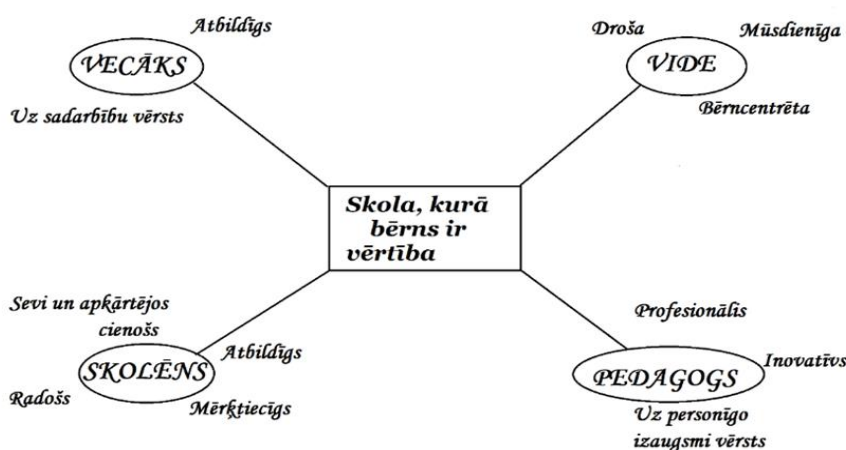 Atbildīgs
VECĀKS
Uz sadarbību vērsts
Droša
Mūsdienīga
VIDE
Bērncentrēta
Skola, kurā
bērns ir
vērtība
Sevi un apkārtējos
cienošs
Atbildīgs
SKOLĒNS
Radošs
Mērķtiecīgs
Profesionālis
Inovatīvs
PEDAGOGS
Uz personīgo
izaugsmi vērsts